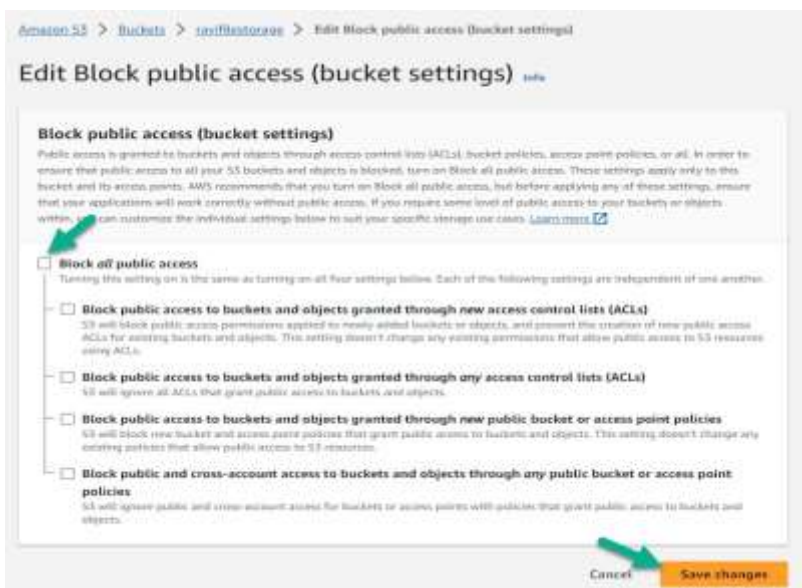 Amazon S3 > Buckets > ravifilestorage > Edit Block public access (bucket settings)
Edit Block public access (bucket settings) Info
Block public access (bucket settings)
Public access is granted to buckets and objects through access control lists (ACLs), bucket policies, access point policies, or all. In order to
ensure that public access to all your S3 buckets and objects is blocked, turn on Block all public access. These settings apply only to this
bucket and its access points. AWS recommends that you turn on Block all public access, but before applying any of these settings, ensure
that your applications will work correctly without public access. If you require some level of public access to your buckets or objects
within, you can customize the individual settings below to suit your specific storage use cases. Learn more
Block all public access
Turning this setting on is the same as turning on all four settings below. Each of the following settings are independent of one another.
Block public access to buckets and objects granted through new access control lists (ACLs)
S3 will block public access permissions applied to newly added buckets or objects, and prevent the creation of new public access
ACLs for existing buckets and objects. This setting doesn't change any existing permissions that allow public access to S3 resources
using ACLs.
Block public access to buckets and objects granted through any access control lists (ACLs)
S3 will ignore all ACLs that grant public access to buckets and objects.
Block public access to buckets and objects granted through new public bucket or access point policies
S3 will block new bucket and access point policies that grant public access to buckets and objects. This setting doesn't change any
existing policies that allow public access to S3 resources.
Block public and cross-account access to buckets and objects through any public bucket or access point
policies
S3 will ignore public and cross-account access for buckets or access points with policies that grant public access to buckets and
objects.
Cancel Save changes